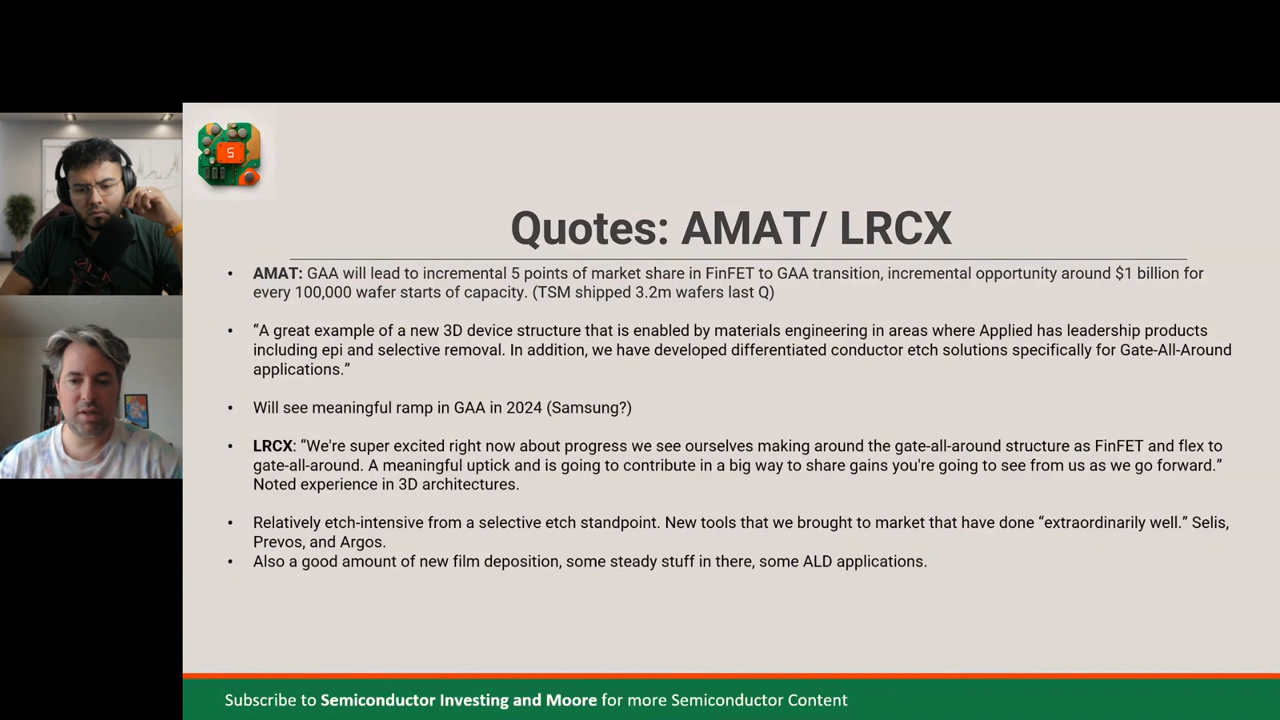 S
Quotes: AMAT/ LRCX
• AMAT: GAA will lead to incremental 5 points of market share in FinFET to GAA transition, incremental opportunity around $1 billion for
every 100,000 wafer starts of capacity. (TSM shipped 3.2m wafers last Q)
• “A great example of a new 3D device structure that is enabled by materials engineering in areas where Applied has leadership products
including epi and selective removal. In addition, we have developed differentiated conductor etch solutions specifically for Gate-All-Around
applications.”
• Will see meaningful ramp in GAA in 2024 (Samsung?)
• LRCX: “We're super excited right now about progress we see ourselves making around the gate-all-around structure as FinFET and flex to
gate-all-around. A meaningful uptick and is going to contribute in a big way to share gains you're going to see from us as we go forward.”
Noted experience in 3D architectures.
• Relatively etch-intensive from a selective etch standpoint. New tools that we brought to market that have done “extraordinarily well.” Selis,
Prevos, and Argos.
• Also a good amount of new film deposition, some steady stuff in there, some ALD applications.
Subscribe to Semiconductor Investing and Moore for more Semiconductor Content